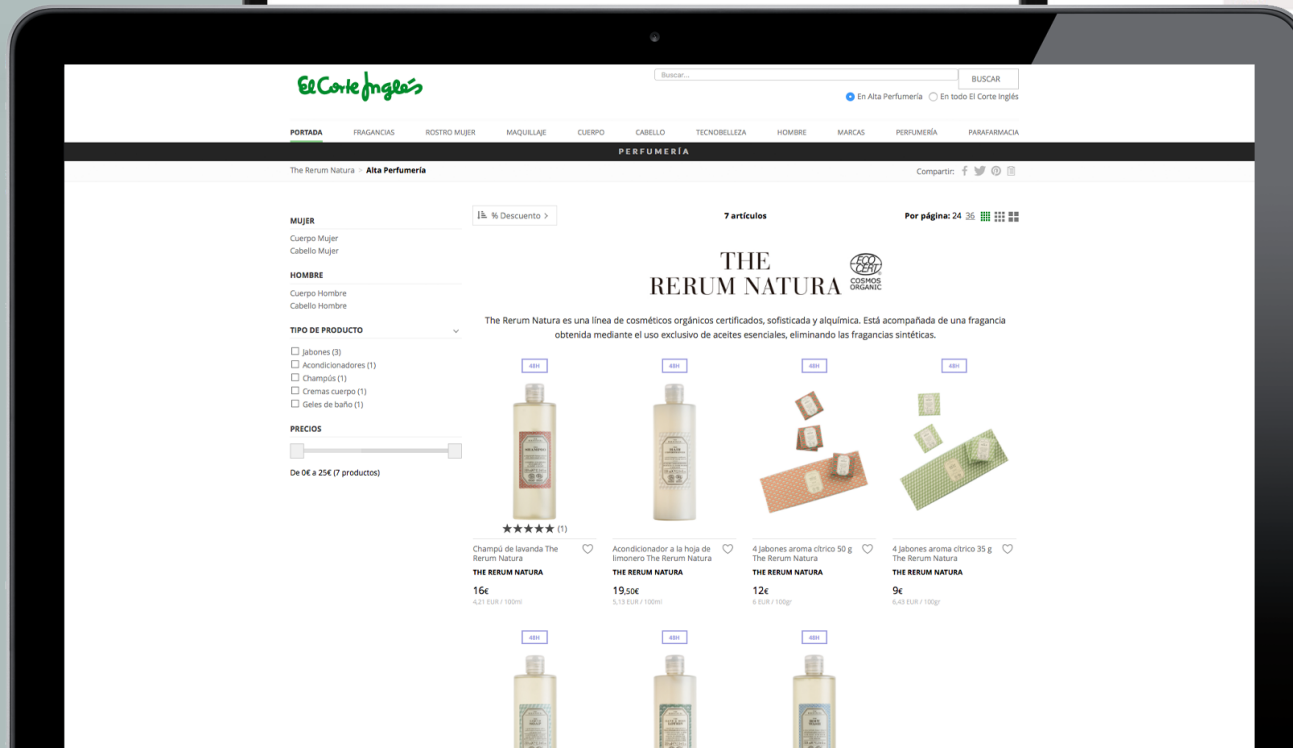 El Corte Inglés
Buscar...
BUSCAR
En Alta Perfumería En todo El Corte Inglés
PORTADA FRAGANCIAS ROSTRO MUJER MAQUILLAJE CUERPO CABELLO TECNOBELLEZA HOMBRE MARCAS PERFUMERÍA PARAFARMACIA
PERFUMERÍA
The Rerum Natura > Alta Perfumería
Compartir:
MUJER
Cuerpo Mujer
Cabello Mujer
HOMBRE
Cuerpo Hombre
Cabello Hombre
TIPO DE PRODUCTO
Jabones (3)
Acondicionadores (1)
Champús (1)
Cremas cuerpo (1)
Geles de baño (1)
PRECIOS
De 0€ a 25€ (7 productos)
% Descuento >
7 artículos
Por página: 24 36
THE
RERUM NATURA
ECO
CERT
COSMOS
ORGANIC
The Rerum Natura es una línea de cosméticos orgánicos certificados, sofisticada y alquímica. Está acompañada de una fragancia
obtenida mediante el uso exclusivo de aceites esenciales, eliminando las fragancias sintéticas.
48H
48H
48H
48H
(1)
Champú de lavanda The
Rerum Natura
THE RERUM NATURA
16€
4,21 EUR / 100ml
Acondicionador a la hoja de
limonero The Rerum Natura
THE RERUM NATURA
19,50€
5,13 EUR / 100ml
4 Jabones aroma cítrico 50 g
The Rerum Natura
THE RERUM NATURA
12€
6 EUR / 100gr
4 Jabones aroma cítrico 35 g
The Rerum Natura
THE RERUM NATURA
9€
6,43 EUR / 100gr
48H
48H
48H